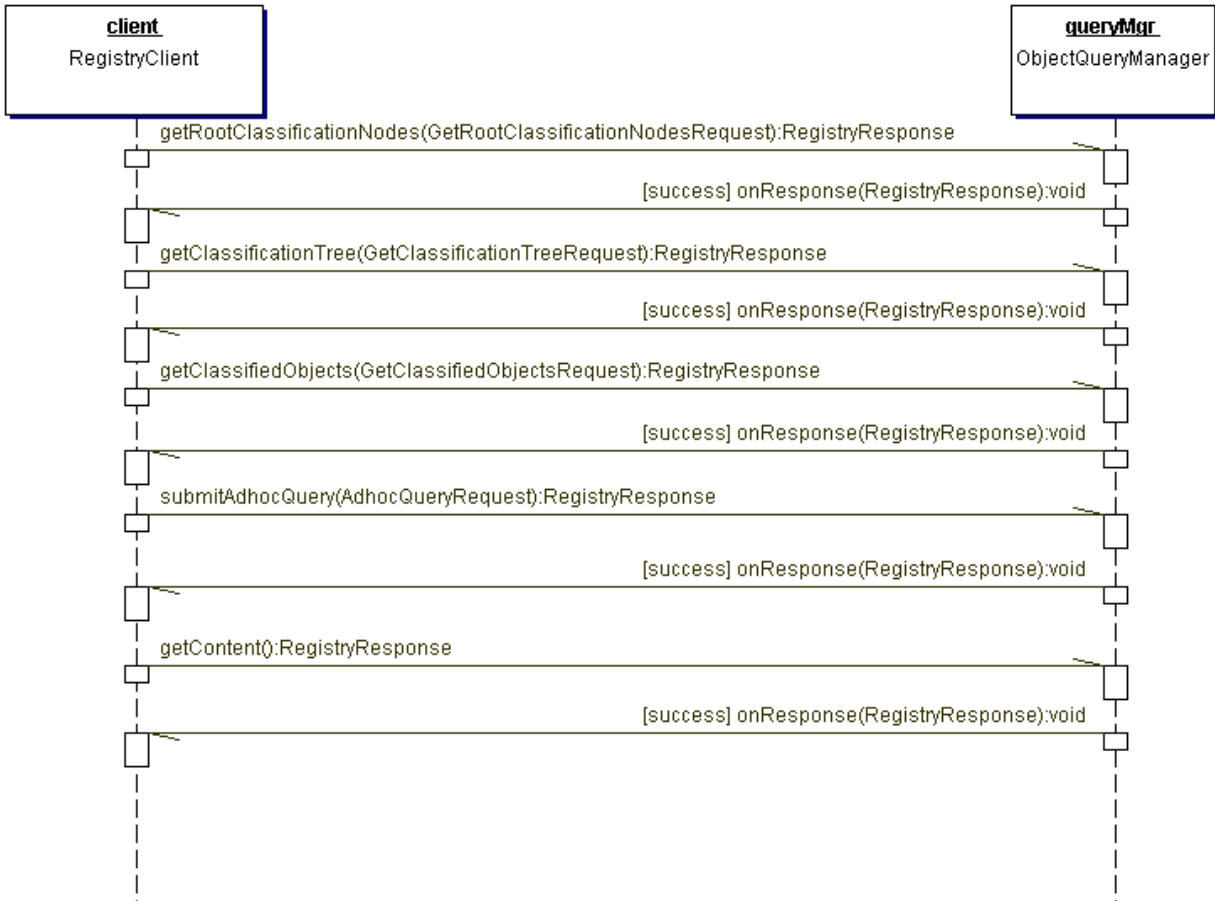 client
RegistryClient
queryMgr
ObjectQueryManager
getRootClassificationNodes(GetRootClassificationNodesRequest):RegistryResponse
[success] onResponse(RegistryResponse):void
getClassificationTree(GetClassificationTreeRequest):RegistryResponse
[success] onResponse(RegistryResponse):void
getClassifiedObjects(GetClassifiedObjectsRequest):RegistryResponse
[success] onResponse(RegistryResponse):void
submitAdhocQuery(AdhocQueryRequest):RegistryResponse
[success] onResponse(RegistryResponse):void
getContent():RegistryResponse
[success] onResponse(RegistryResponse):void